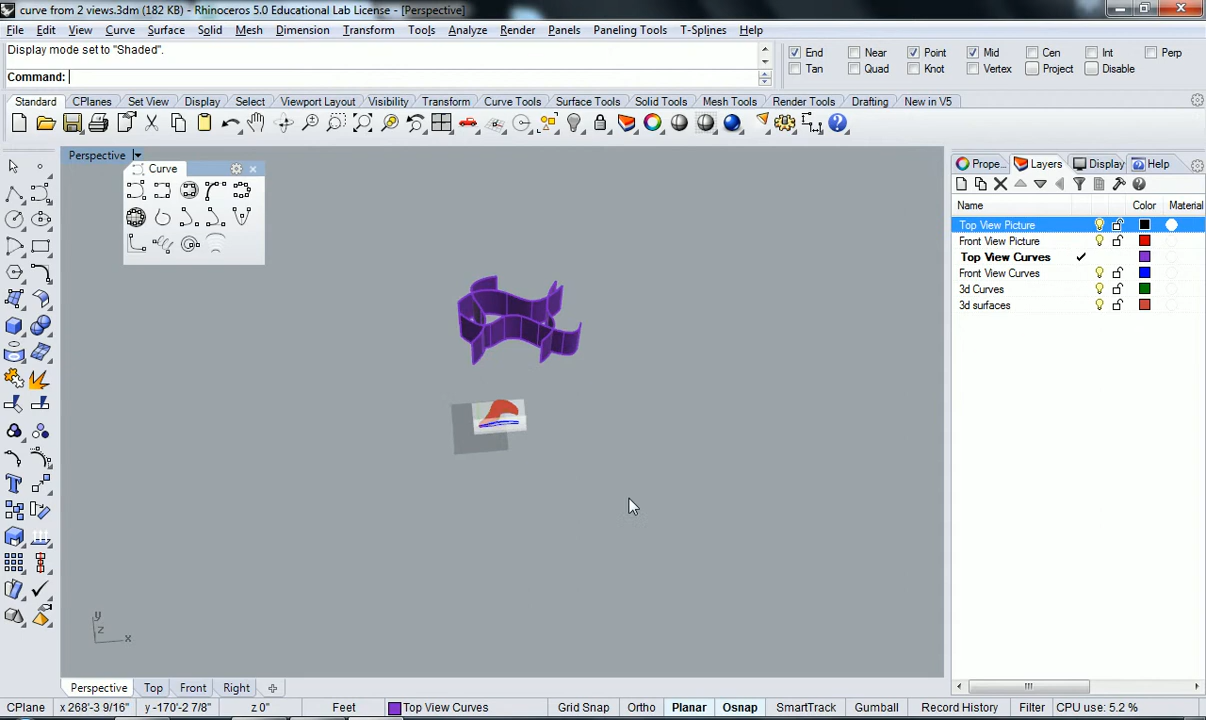 curve from 2 views.3dm (182 KB) - Rhinoceros 5.0 Educational Lab License - [Perspective]
File Edit View Curve Surface Solid Mesh Dimension Transform Tools Analyze Render Panels Paneling Tools T-Splines Help
Display mode set to "Shaded".
Command:
End Near Point Mid Cen Int Perp
Tan Quad Knot Vertex Project Disable
Standard CPlanes Set View Display Select Viewport Layout Visibility Transform Curve Tools Surface Tools Solid Tools Mesh Tools Render Tools Drafting New in V5
Perspective
Curve
Prope... Layers Display Help
Name Color Material
Top View Picture
Front View Picture
Top View Curves
Front View Curves
3d Curves
3d surfaces
y
z x
Perspective Top Front Right
CPlane x 268'-3 9/16" y -170'-2 7/8" z 0" Feet Top View Curves Grid Snap Ortho Planar Osnap SmartTrack Gumball Record History Filter CPU use: 5.2 %